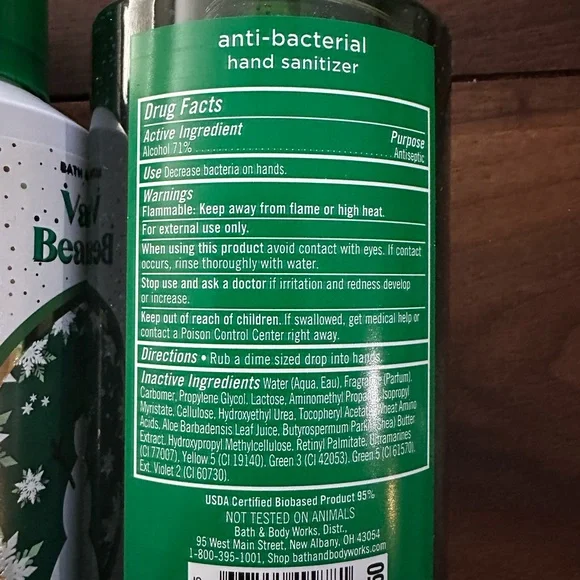 anti-bacterial
hand sanitizer
Drug Facts
Active Ingredient Purpose
Alcohol 71% Antiseptic
Use Decrease bacteria on hands.
Warnings
Flammable: Keep away from flame or high heat.
For external use only.
When using this product avoid contact with eyes. If contact
occurs, rinse thoroughly with water.
Stop use and ask a doctor if irritation and redness develop
or increase.
Keep out of reach of children. If swallowed, get medical help or
contact a Poison Control Center right away.
Directions • Rub a dime sized drop into hands.
Inactive Ingredients Water (Aqua, Eau), Fragrance (Parfum),
Carbomer, Propylene Glycol, Lactose, Aminomethyl Propanol, Isopropyl
Myristate, Cellulose, Hydroxyethyl Urea, Tocopheryl Acetate, Wheat Amino
Acids, Aloe Barbadensis Leaf Juice, Butyrospermum Parkii (Shea) Butter
Extract, Hydroxypropyl Methylcellulose, Retinyl Palmitate, Ultramarines
(CI 77007), Yellow 5 (CI 19140), Green 3 (CI 42053), Green 5 (CI 61570),
Ext. Violet 2 (CI 60730).
USDA Certified Biobased Product 95%
NOT TESTED ON ANIMALS
Bath & Body Works, Distr.,
95 West Main Street, New Albany, OH 43054
1-800-395-1001, Shop bathandbodyworks.com
BATH